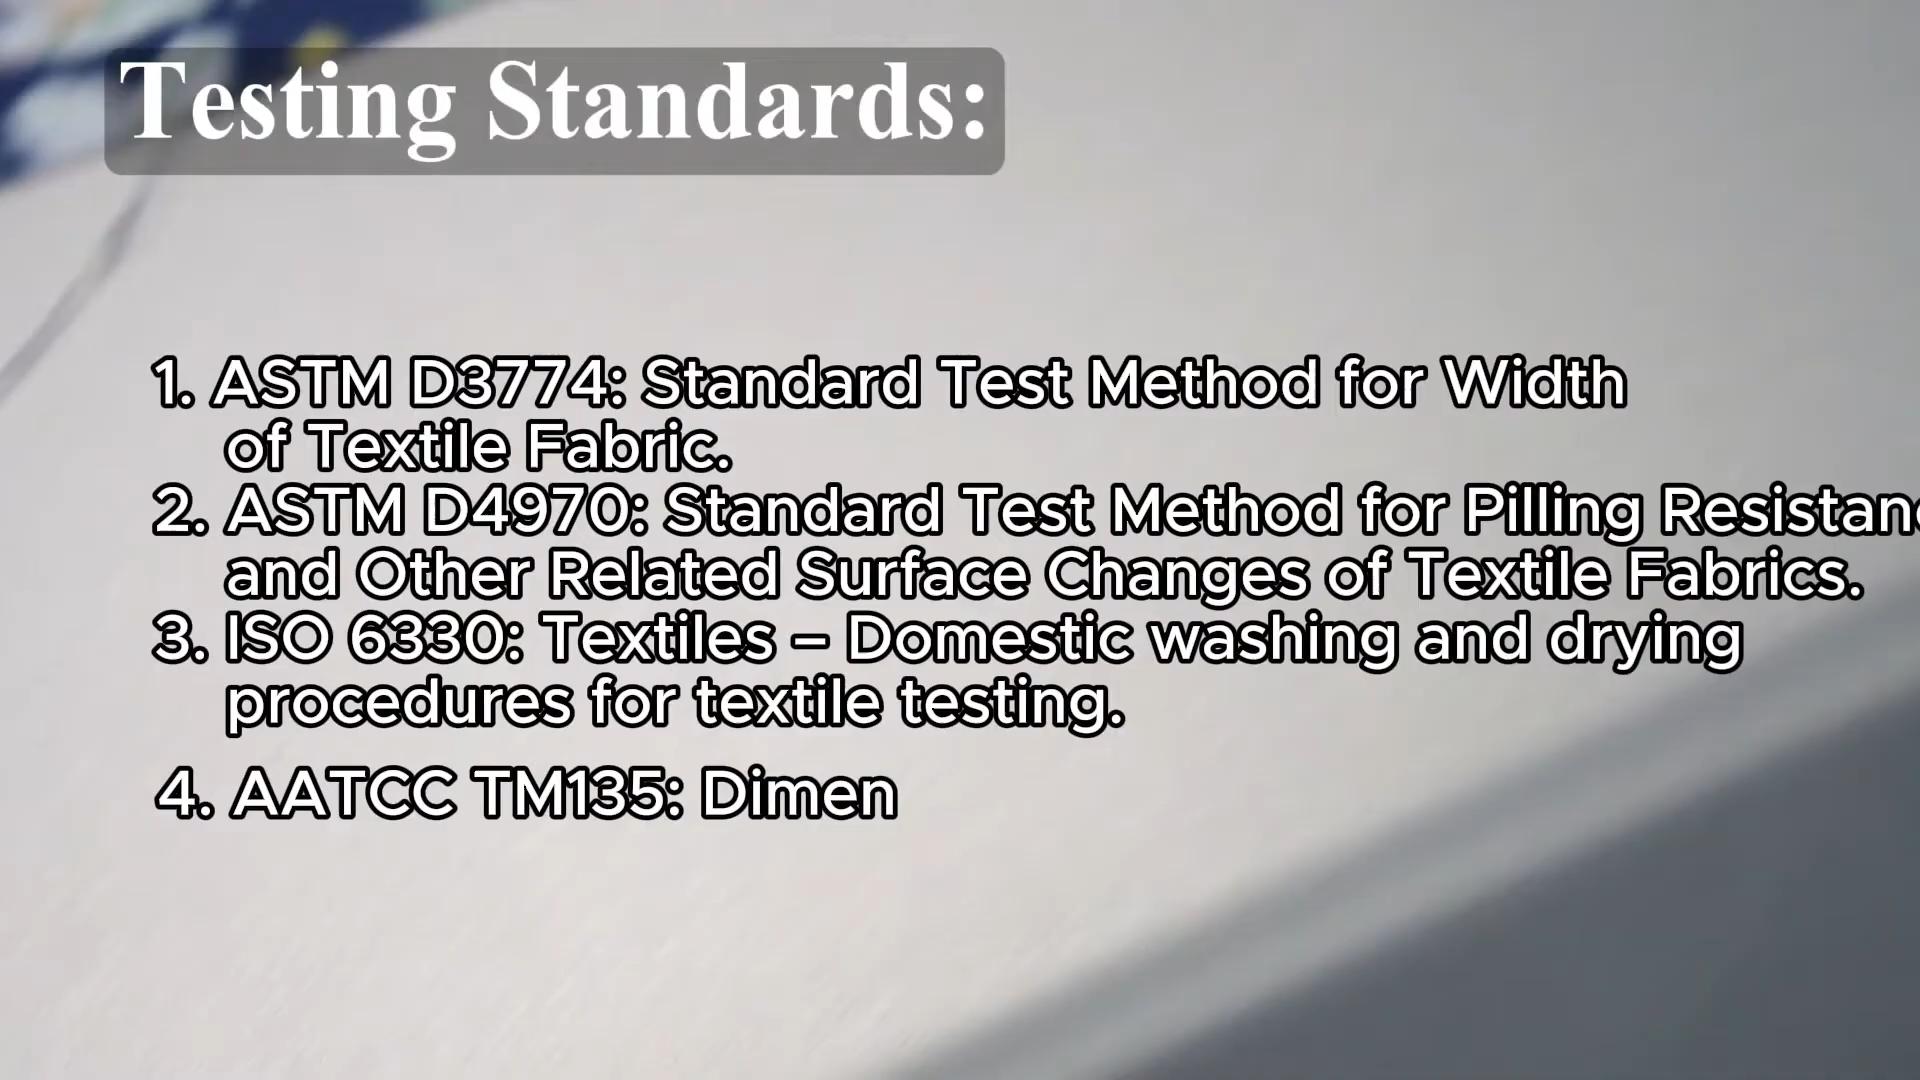 Testing Standards:
1. ASTM D3774: Standard Test Method for Width
of Textile Fabric.
2. ASTM D4970: Standard Test Method for Pilling Resistan
and Other Related Surface Changes of Textile Fabrics.
3. ISO 6330: Textiles – Domestic washing and drying
procedures for textile testing.
4. AATCC TM135: Dimen